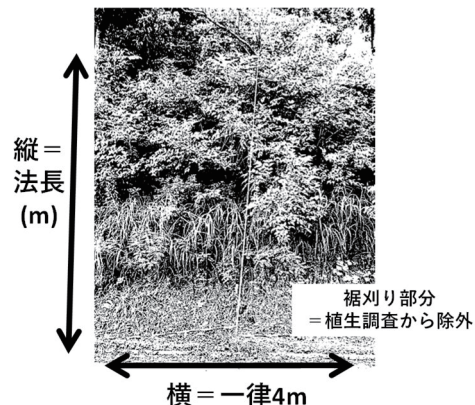 縦＝
法長
(m)
裾刈り部分
＝植生調査から除外
横＝一律4m